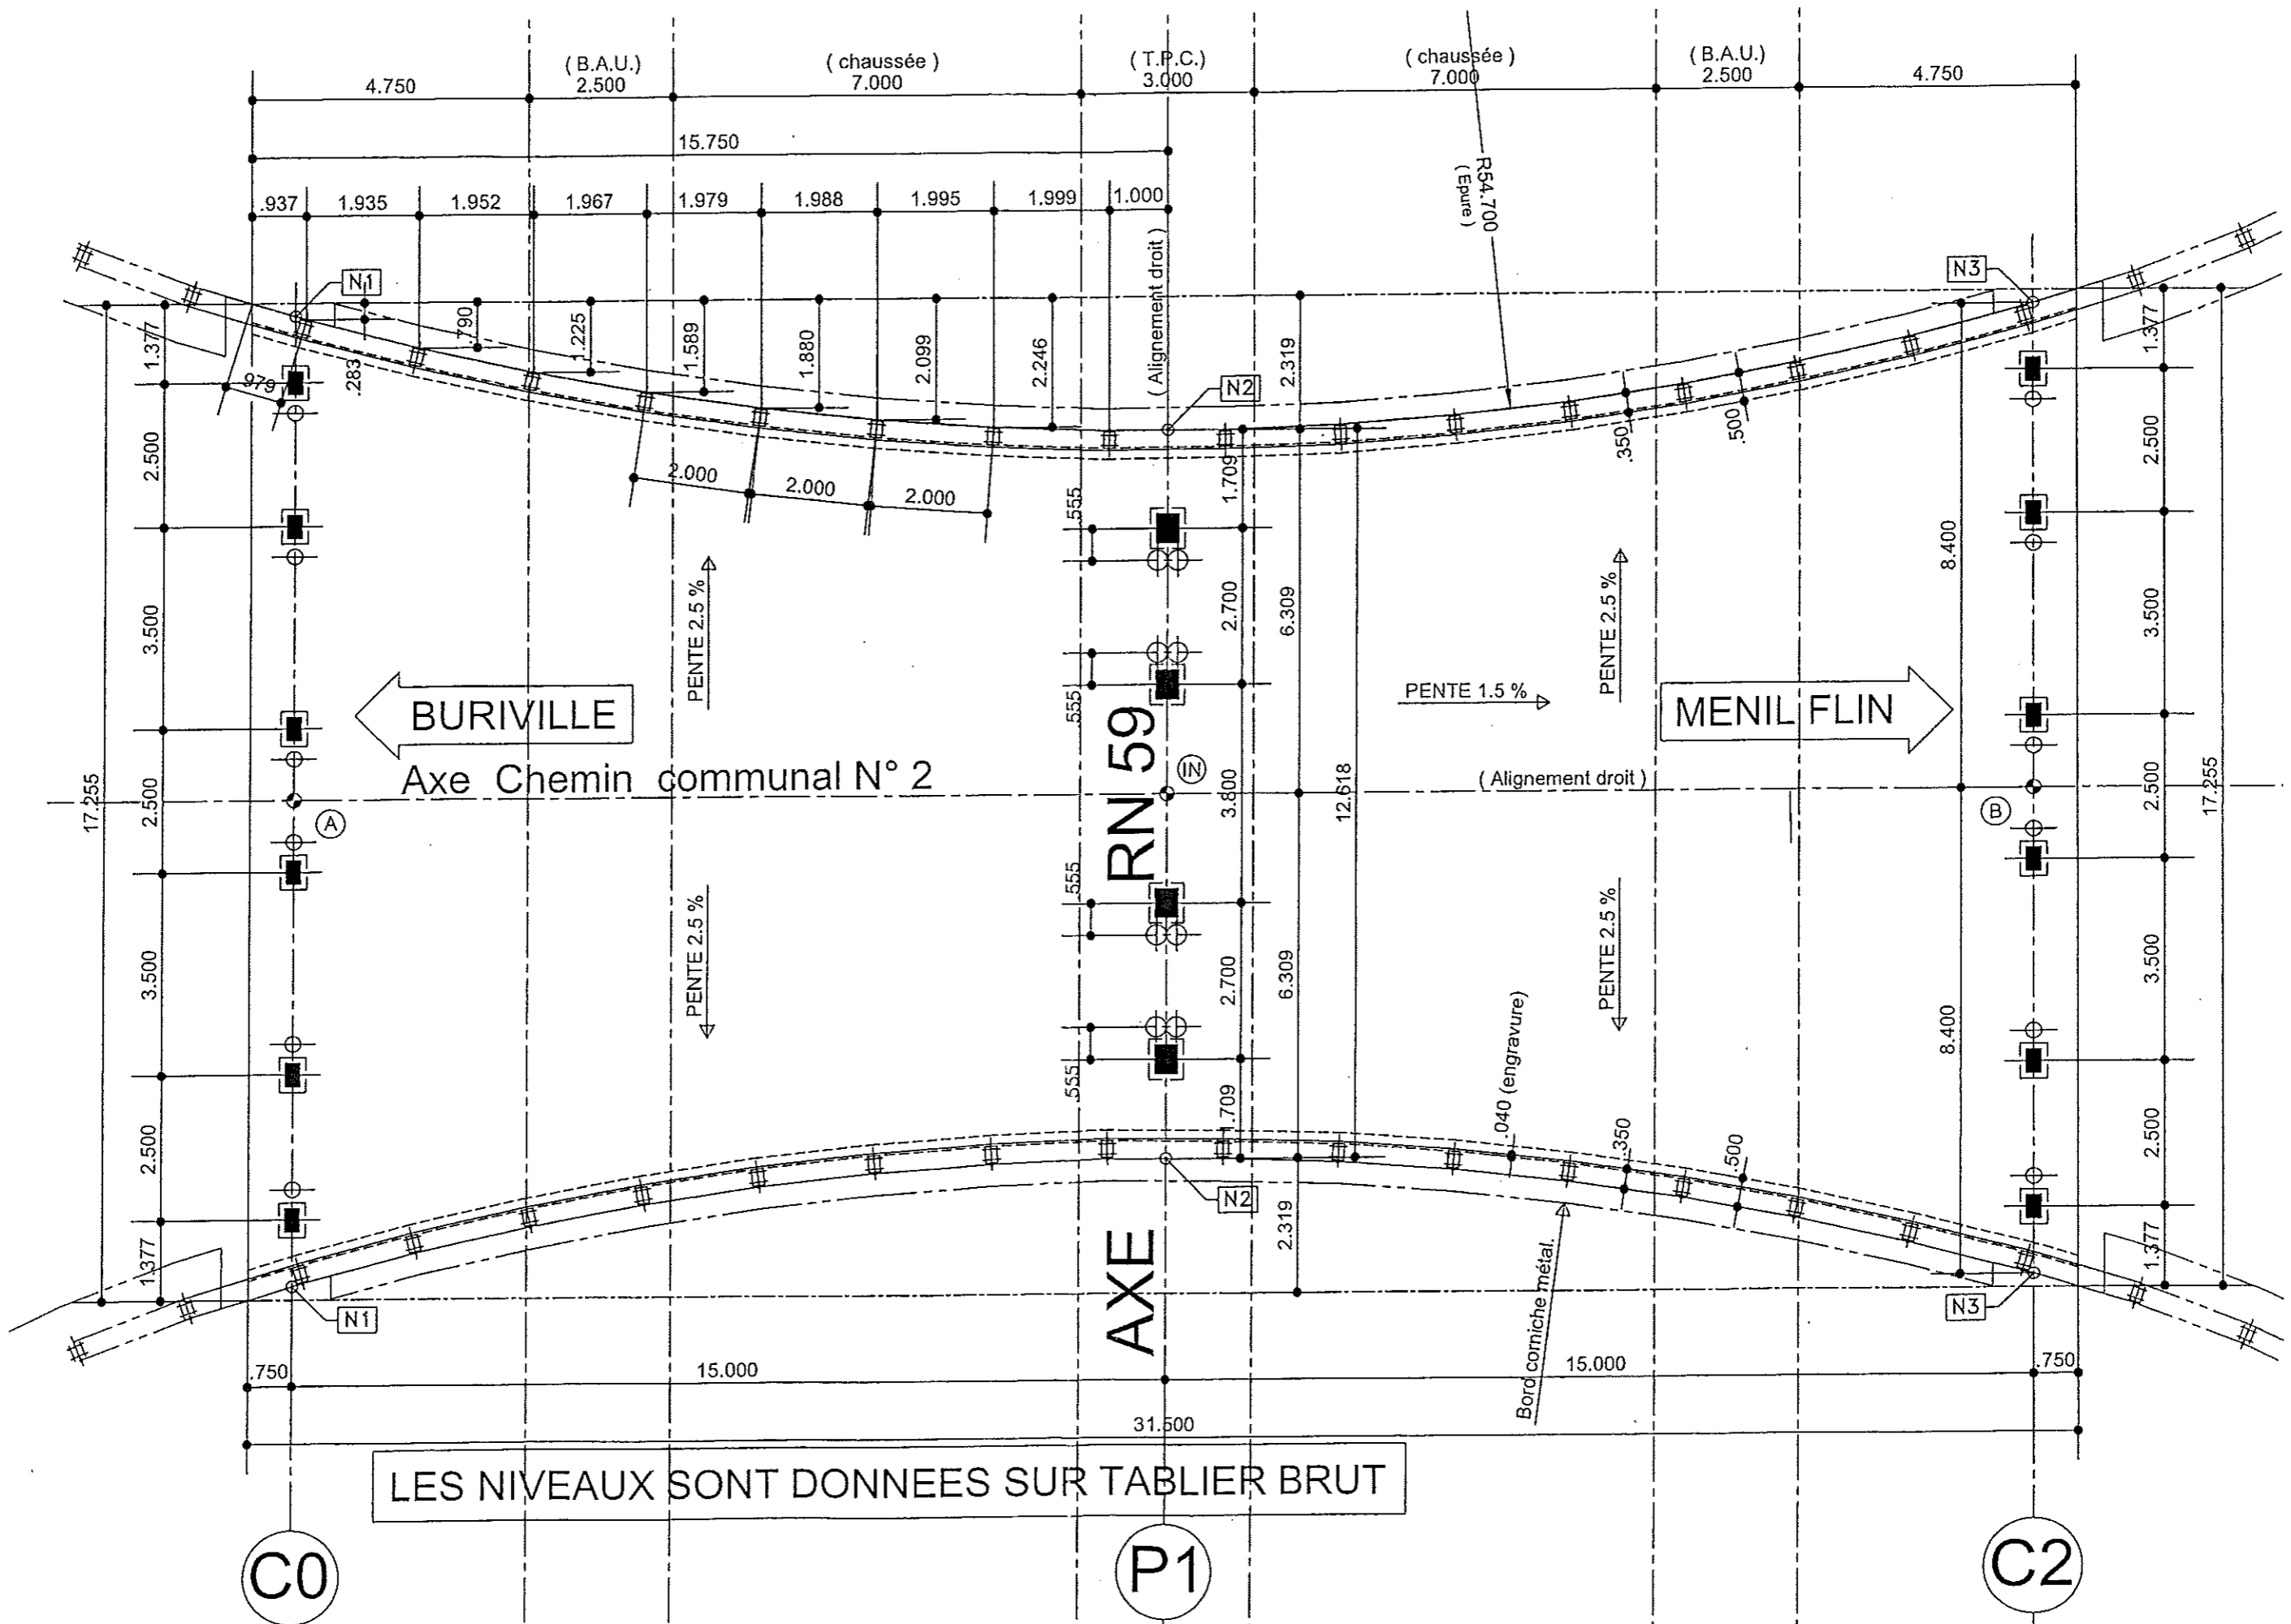 ( B.A.U.)
( chaussée )
( T.P.C.)
( chaussée )
( B.A.U.)
4.750
2.500
7.000
3.000
7.000
2.500
4.750
15.750
R54.700
( Epure )
.937
1.935
1.952
1.967
1.979
1.988
1.995
1.999
1.000
( Alignement droit )
N1
N3
1.377
.283
.790
1.225
1.589
1.880
2.099
2.246
2.319
1.377
.979
N2
.350
.500
2.500
2.000
2.000
2.000
.555
1.709
2.500
PENTE 2.5 %
2.700
6.309
PENTE 2.5 %
8.400
3.500
3.500
.555
BURIVILLE
PENTE 1.5 %
MENIL FLIN
Axe Chemin communal N° 2
RN 59
IN
( Alignement droit )
17.255
2.500
A
3.800
12.618
B
2.500
17.255
.555
PENTE 2.5 %
PENTE 2.5 %
3.500
2.700
6.309
8.400
3.500
.555
1.709
.040 (engravure)
.350
.500
2.500
2.500
N2
1.377
AXE
2.319
Bord corniche métal.
1.377
N1
N3
.750
15.000
15.000
.750
31.500
LES NIVEAUX SONT DONNEES SUR TABLIER BRUT
C0
P1
C2